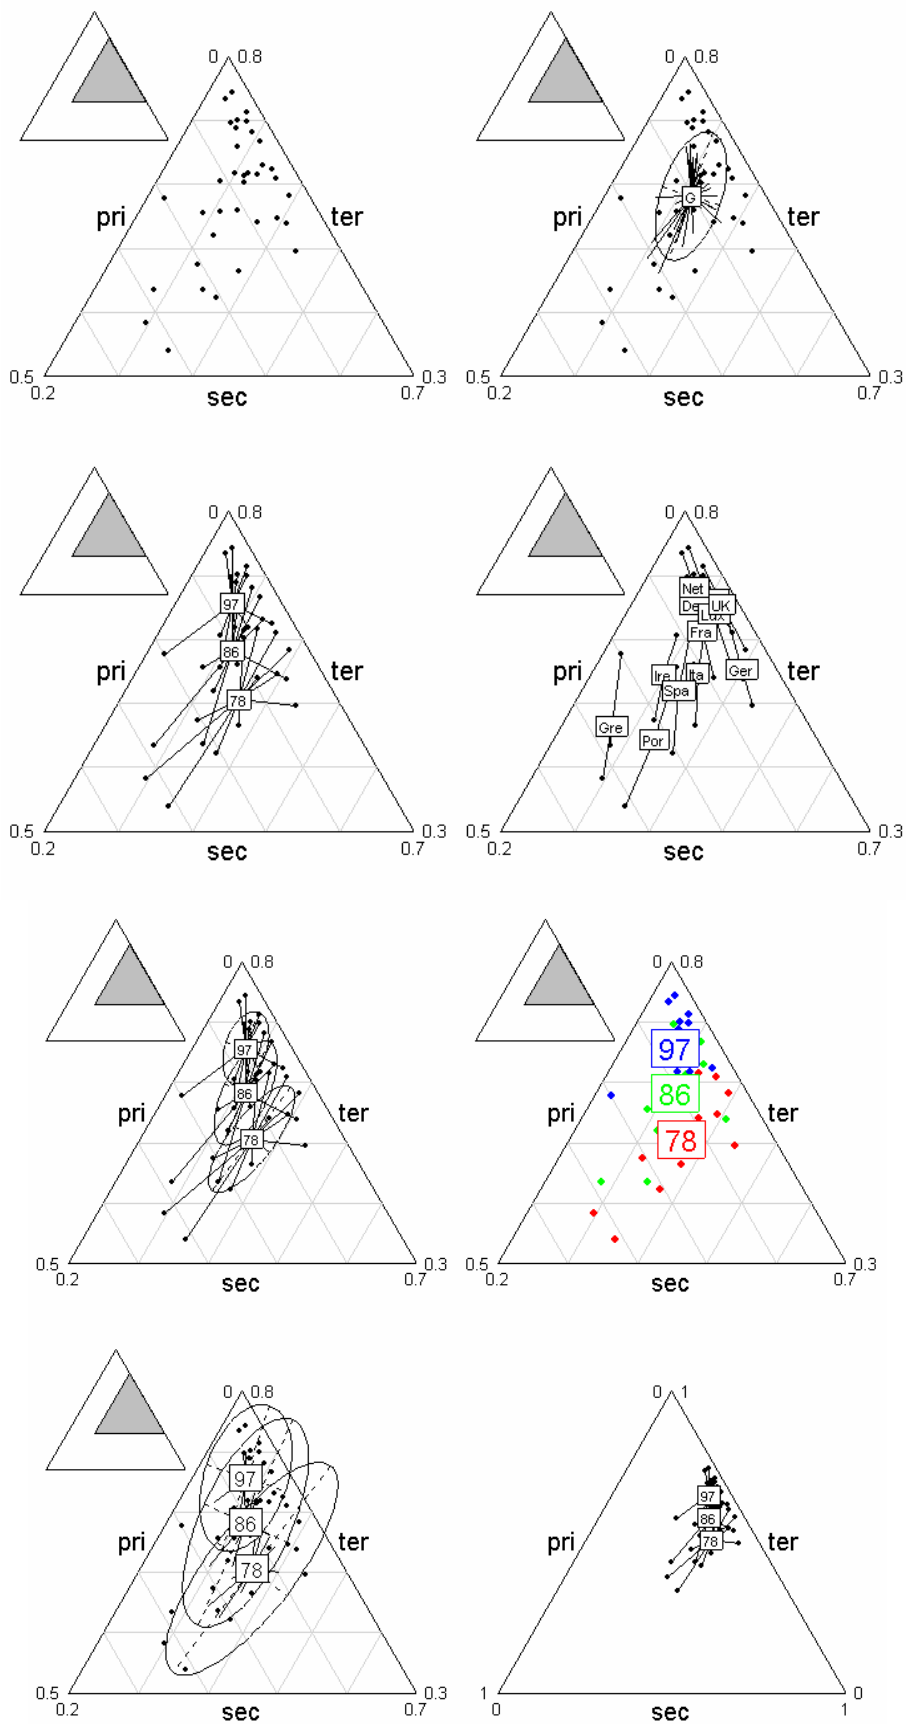 0 0.8
0 0.8
pri ter
G
pri ter
0.5 0.3
0.5 0.3
0.2 sec 0.7
0.2 sec 0.7
0 0.8
0 0.8
97
86
78
pri ter
Net
De
Lux
UK
Fra
Ire
Ita
Ger
Spa
Gre
Por
pri ter
0.5 0.3
0.5 0.3
0.2 sec 0.7
0.2 sec 0.7
0 0.8
0 0.8
97
86
78
pri ter
97
86
78
pri ter
0.5 0.3
0.5 0.3
0.2 sec 0.7
0.2 sec 0.7
0 0.8
0 1
97
86
78
pri ter
97
86
78
pri ter
0.5 0.3
1 0
0.2 sec 0.7
0 sec 1